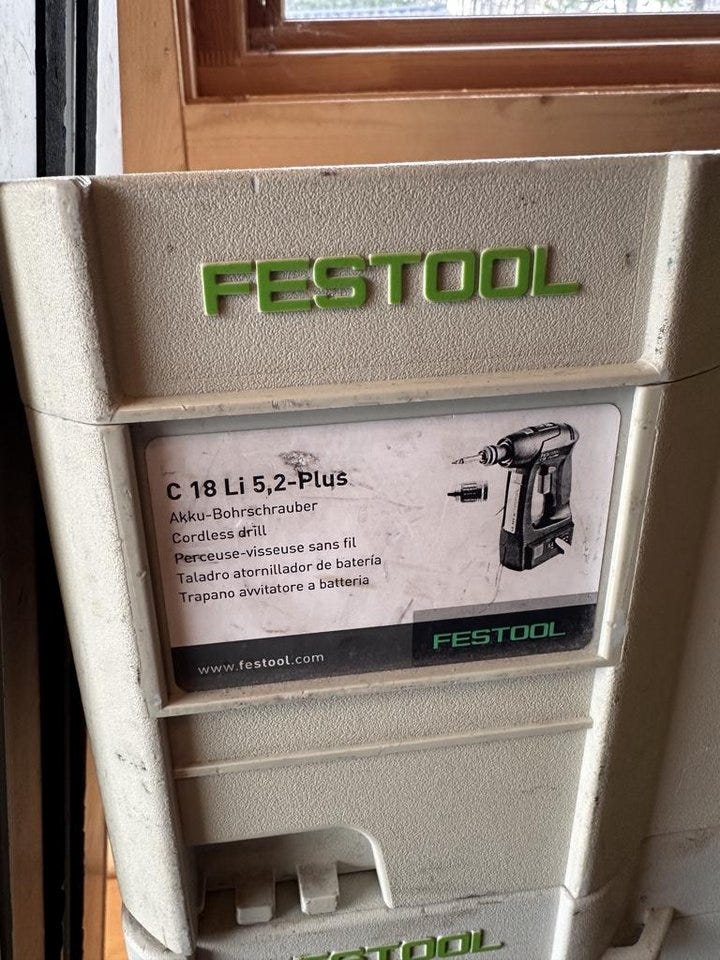 FESTOOL
C 18 Li 5,2-Plus
Akku-Bohrschrauber
Cordless drill
Perceuse-visseuse sans fil
Taladro atornillador de batería
Trapano avvitatore a batteria
www.festool.com
FESTOOL
FESTOOL